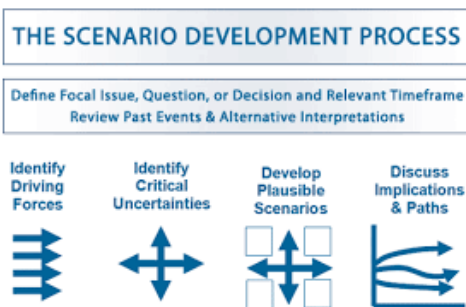 THE SCENARIO DEVELOPMENT PROCESS
Define Focal Issue, Question, or Decision and Relevant Timeframe
Review Past Events & Alternative Interpretations
Identify
Driving
Forces
Identify
Critical
Uncertainties
Develop
Plausible
Scenarios
Discuss
Implications
& Paths